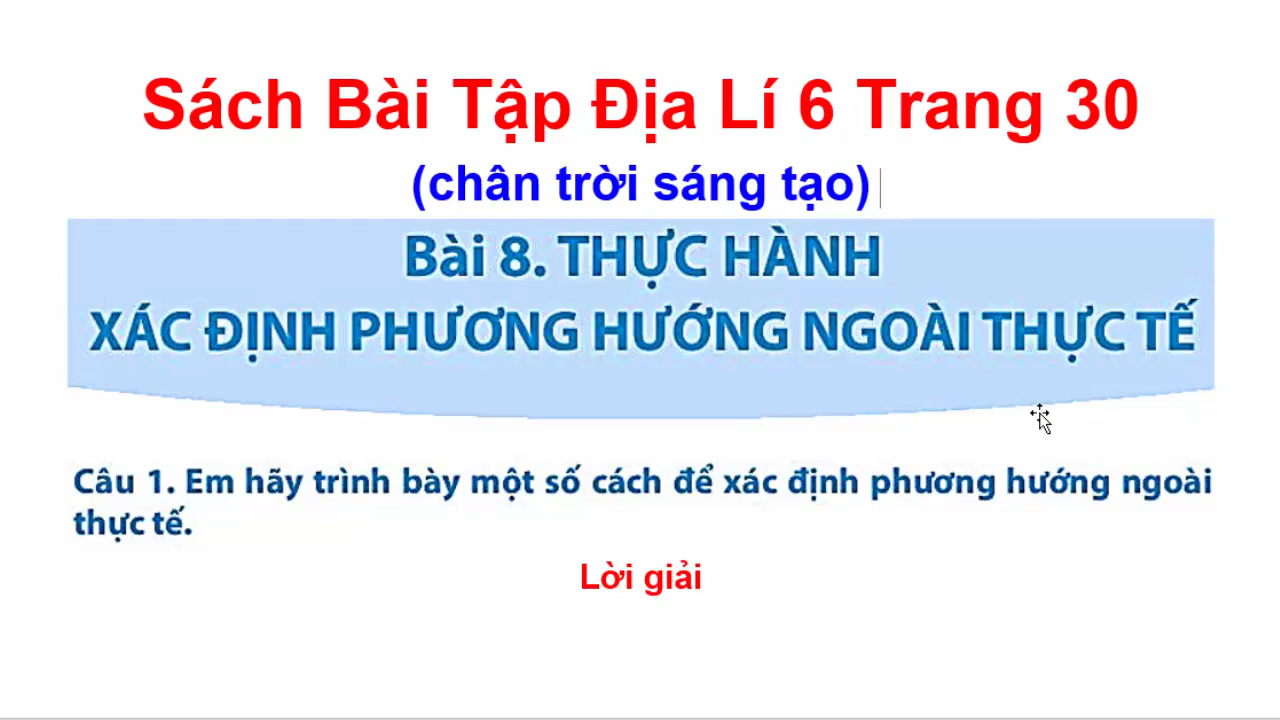 Sách Bài Tập Địa Lí 6 Trang 30
(chân trời sáng tạo)
Bài 8. THỰC HÀNH
XÁC ĐỊNH PHƯƠNG HƯỚNG NGOÀI THỰC TẾ
Câu 1. Em hãy trình bày một số cách để xác định phương hướng ngoài
thực tế.
Lời giải